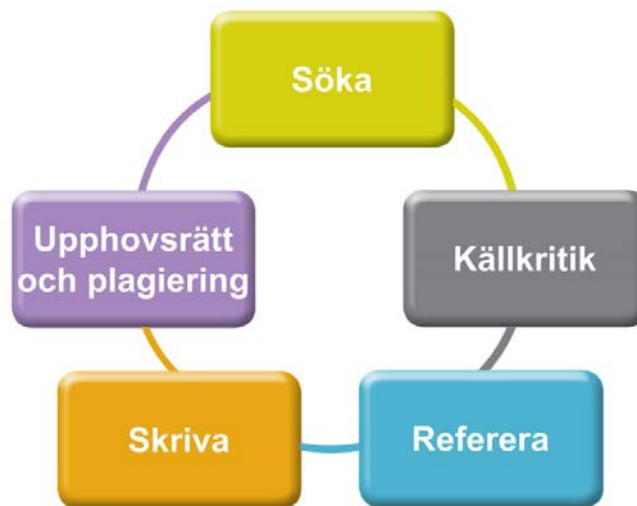 Söka
Källkritik
Referera
Skriva
Upphovsrätt
och plagiering